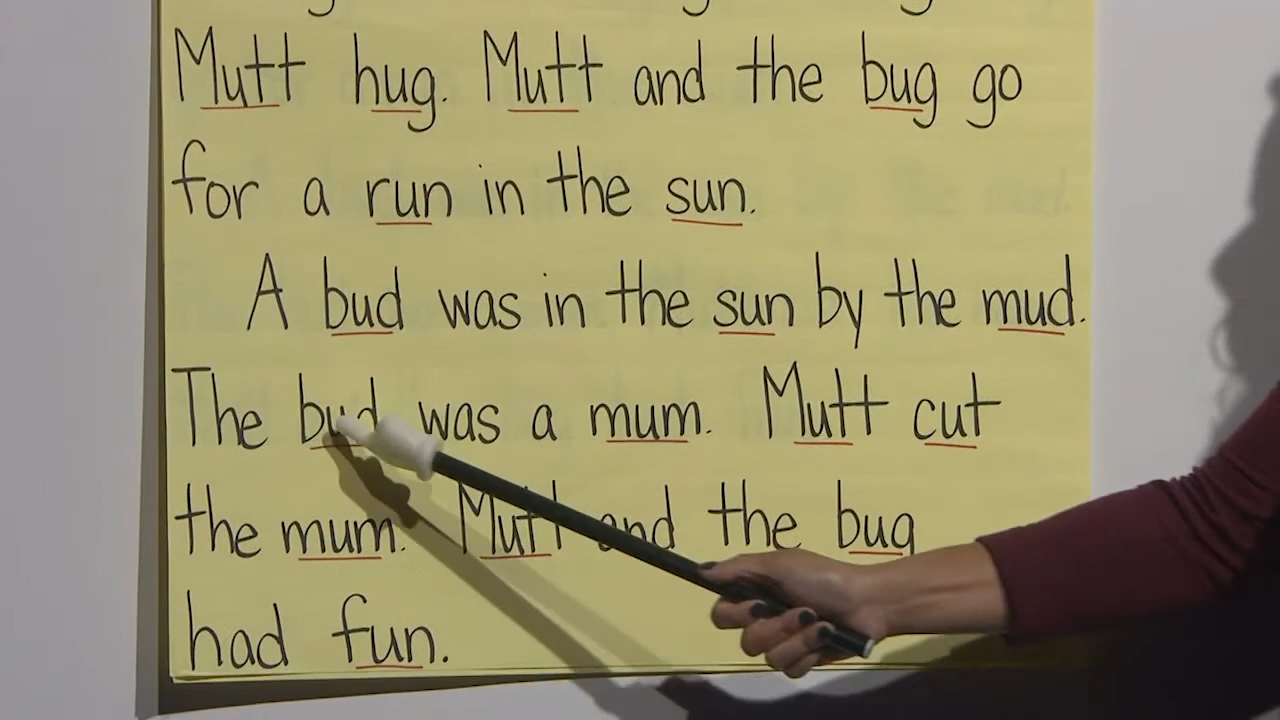 Mutt hug. Mutt and the bug go
for a run in the sun.
A bud was in the sun by the mud.
The bud was a mum. Mutt cut
the mum. Mutt and the bug
had fun.